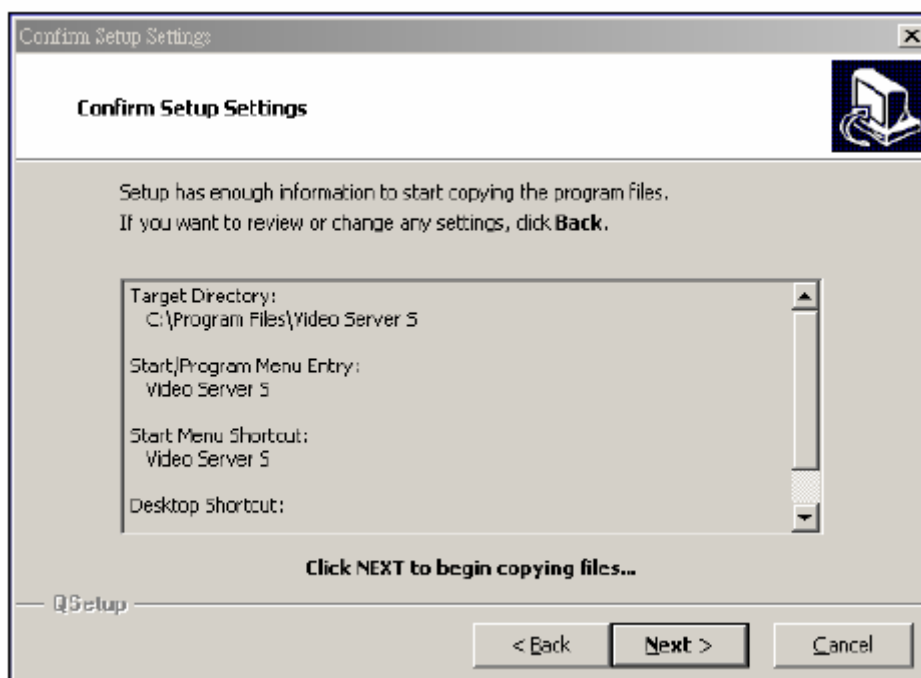 Confirm Setup Settings
Confirm Setup Settings
Setup has enough information to start copying the program files.
If you want to review or change any settings, click Back.
Target Directory:
C:\Program Files\Video Server S
Start/Program Menu Entry:
Video Server S
Start Menu Shortcut:
Video Server S
Desktop Shortcut:
Click NEXT to begin copying files...
QSetup
< Back
Next >
Cancel